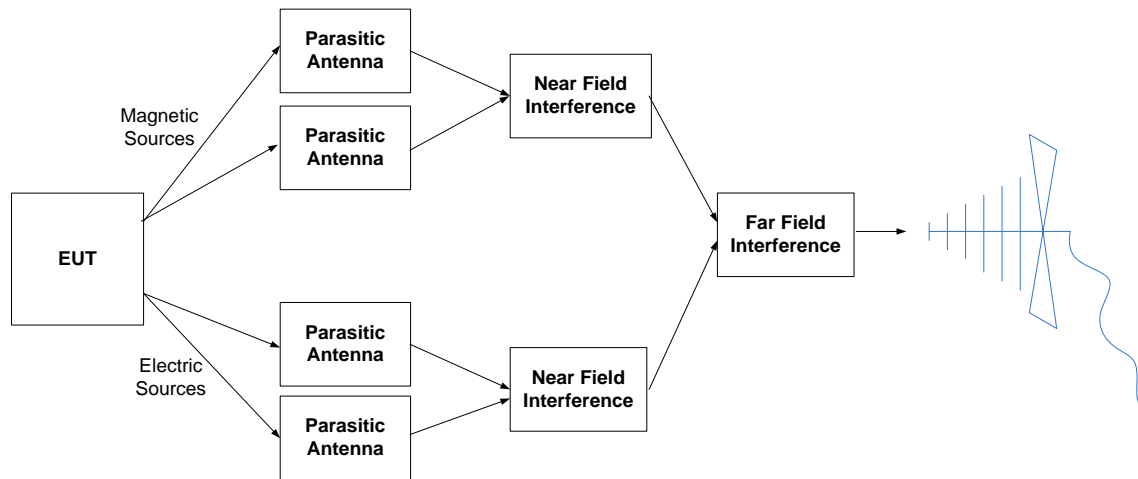 Parasitic
Antenna
Magnetic
Sources
Parasitic
Antenna
Near Field
Interference
EUT
Far Field
Interference
Electric
Sources
Parasitic
Antenna
Parasitic
Antenna
Near Field
Interference